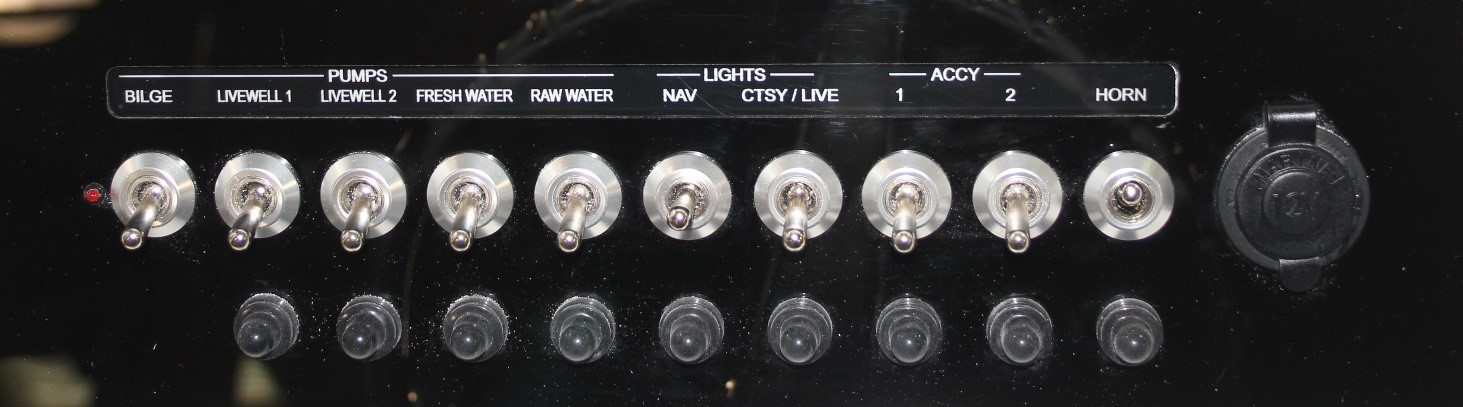 PUMPS LIGHTS ACCY
BILGE LIVEWELL 1 LIVEWELL 2 FRESH WATER RAW WATER NAV CTSY / LIVE 1 2 HORN
12V